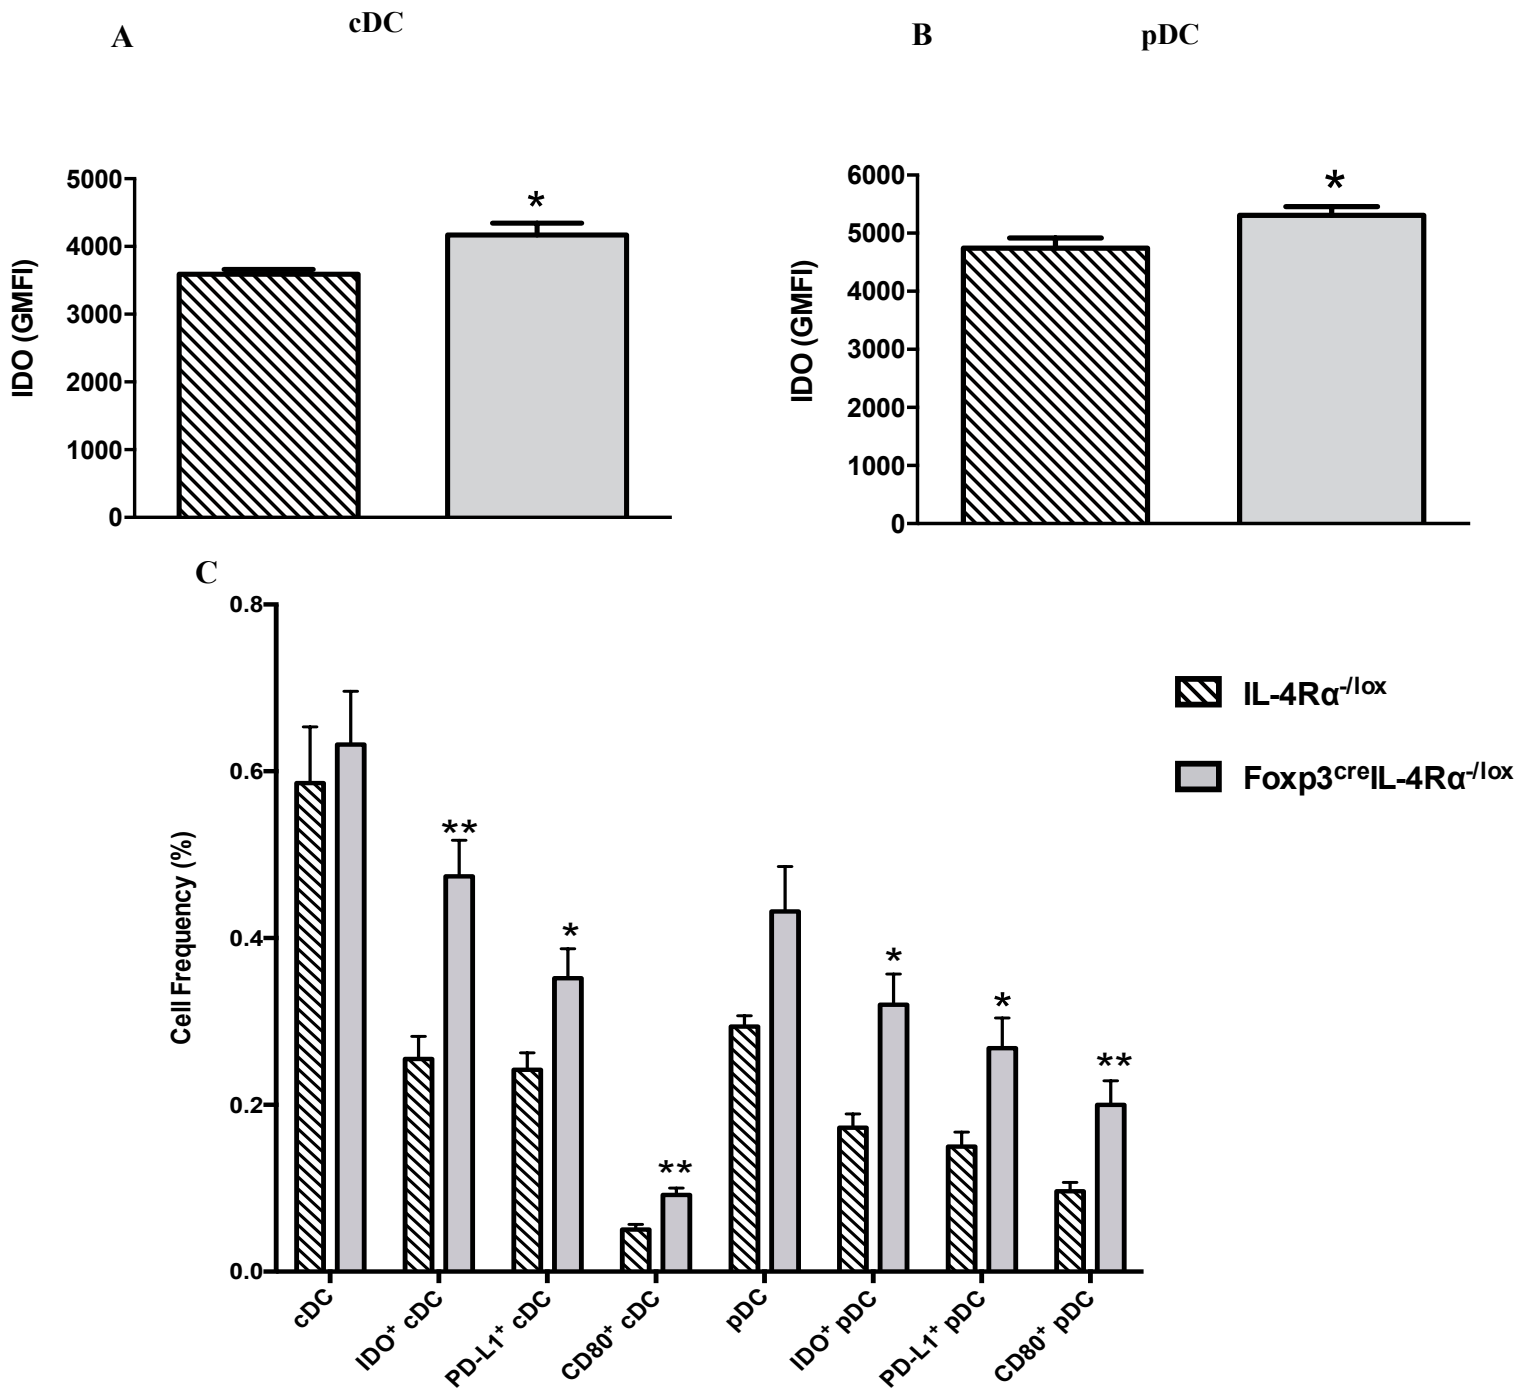 A
cDC
B
pDC
5000
4000
3000
2000
1000
0
IDO (GMFI)
*
6000
5000
4000
3000
2000
1000
0
IDO (GMFI)
*
C
0.8
0.6
0.4
0.2
0.0
Cell Frequency (%)
**
*
**
*
*
**
cDC
IDO⁺ cDC
PD-L1⁺ cDC
CD80⁺ cDC
pDC
IDO⁺ pDC
PD-L1⁺ pDC
CD80⁺ pDC
IL-4Rα⁻/lox
Foxp3creIL-4Rα⁻/lox